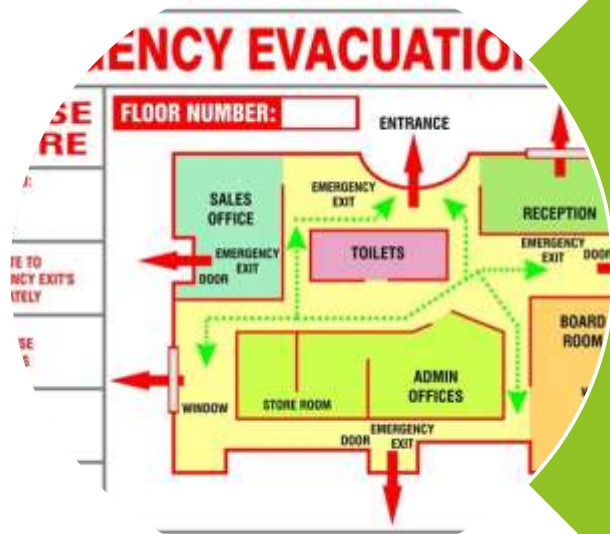 ENCY EVACUATIO
SE
RE
FLOOR NUMBER:
ENTRANCE
SALES
OFFICE
EMERGENCY
EXIT
RECEPTION
TOILETS
EMERGENCY
EXIT
DOOR
EMERGENCY
EXIT
DOOR
TE TO
NCY EXIT'S
TELY
BOARD
ROOM
SE
S
ADMIN
OFFICES
WINDOW
STORE ROOM
DOOR
EMERGENCY
EXIT